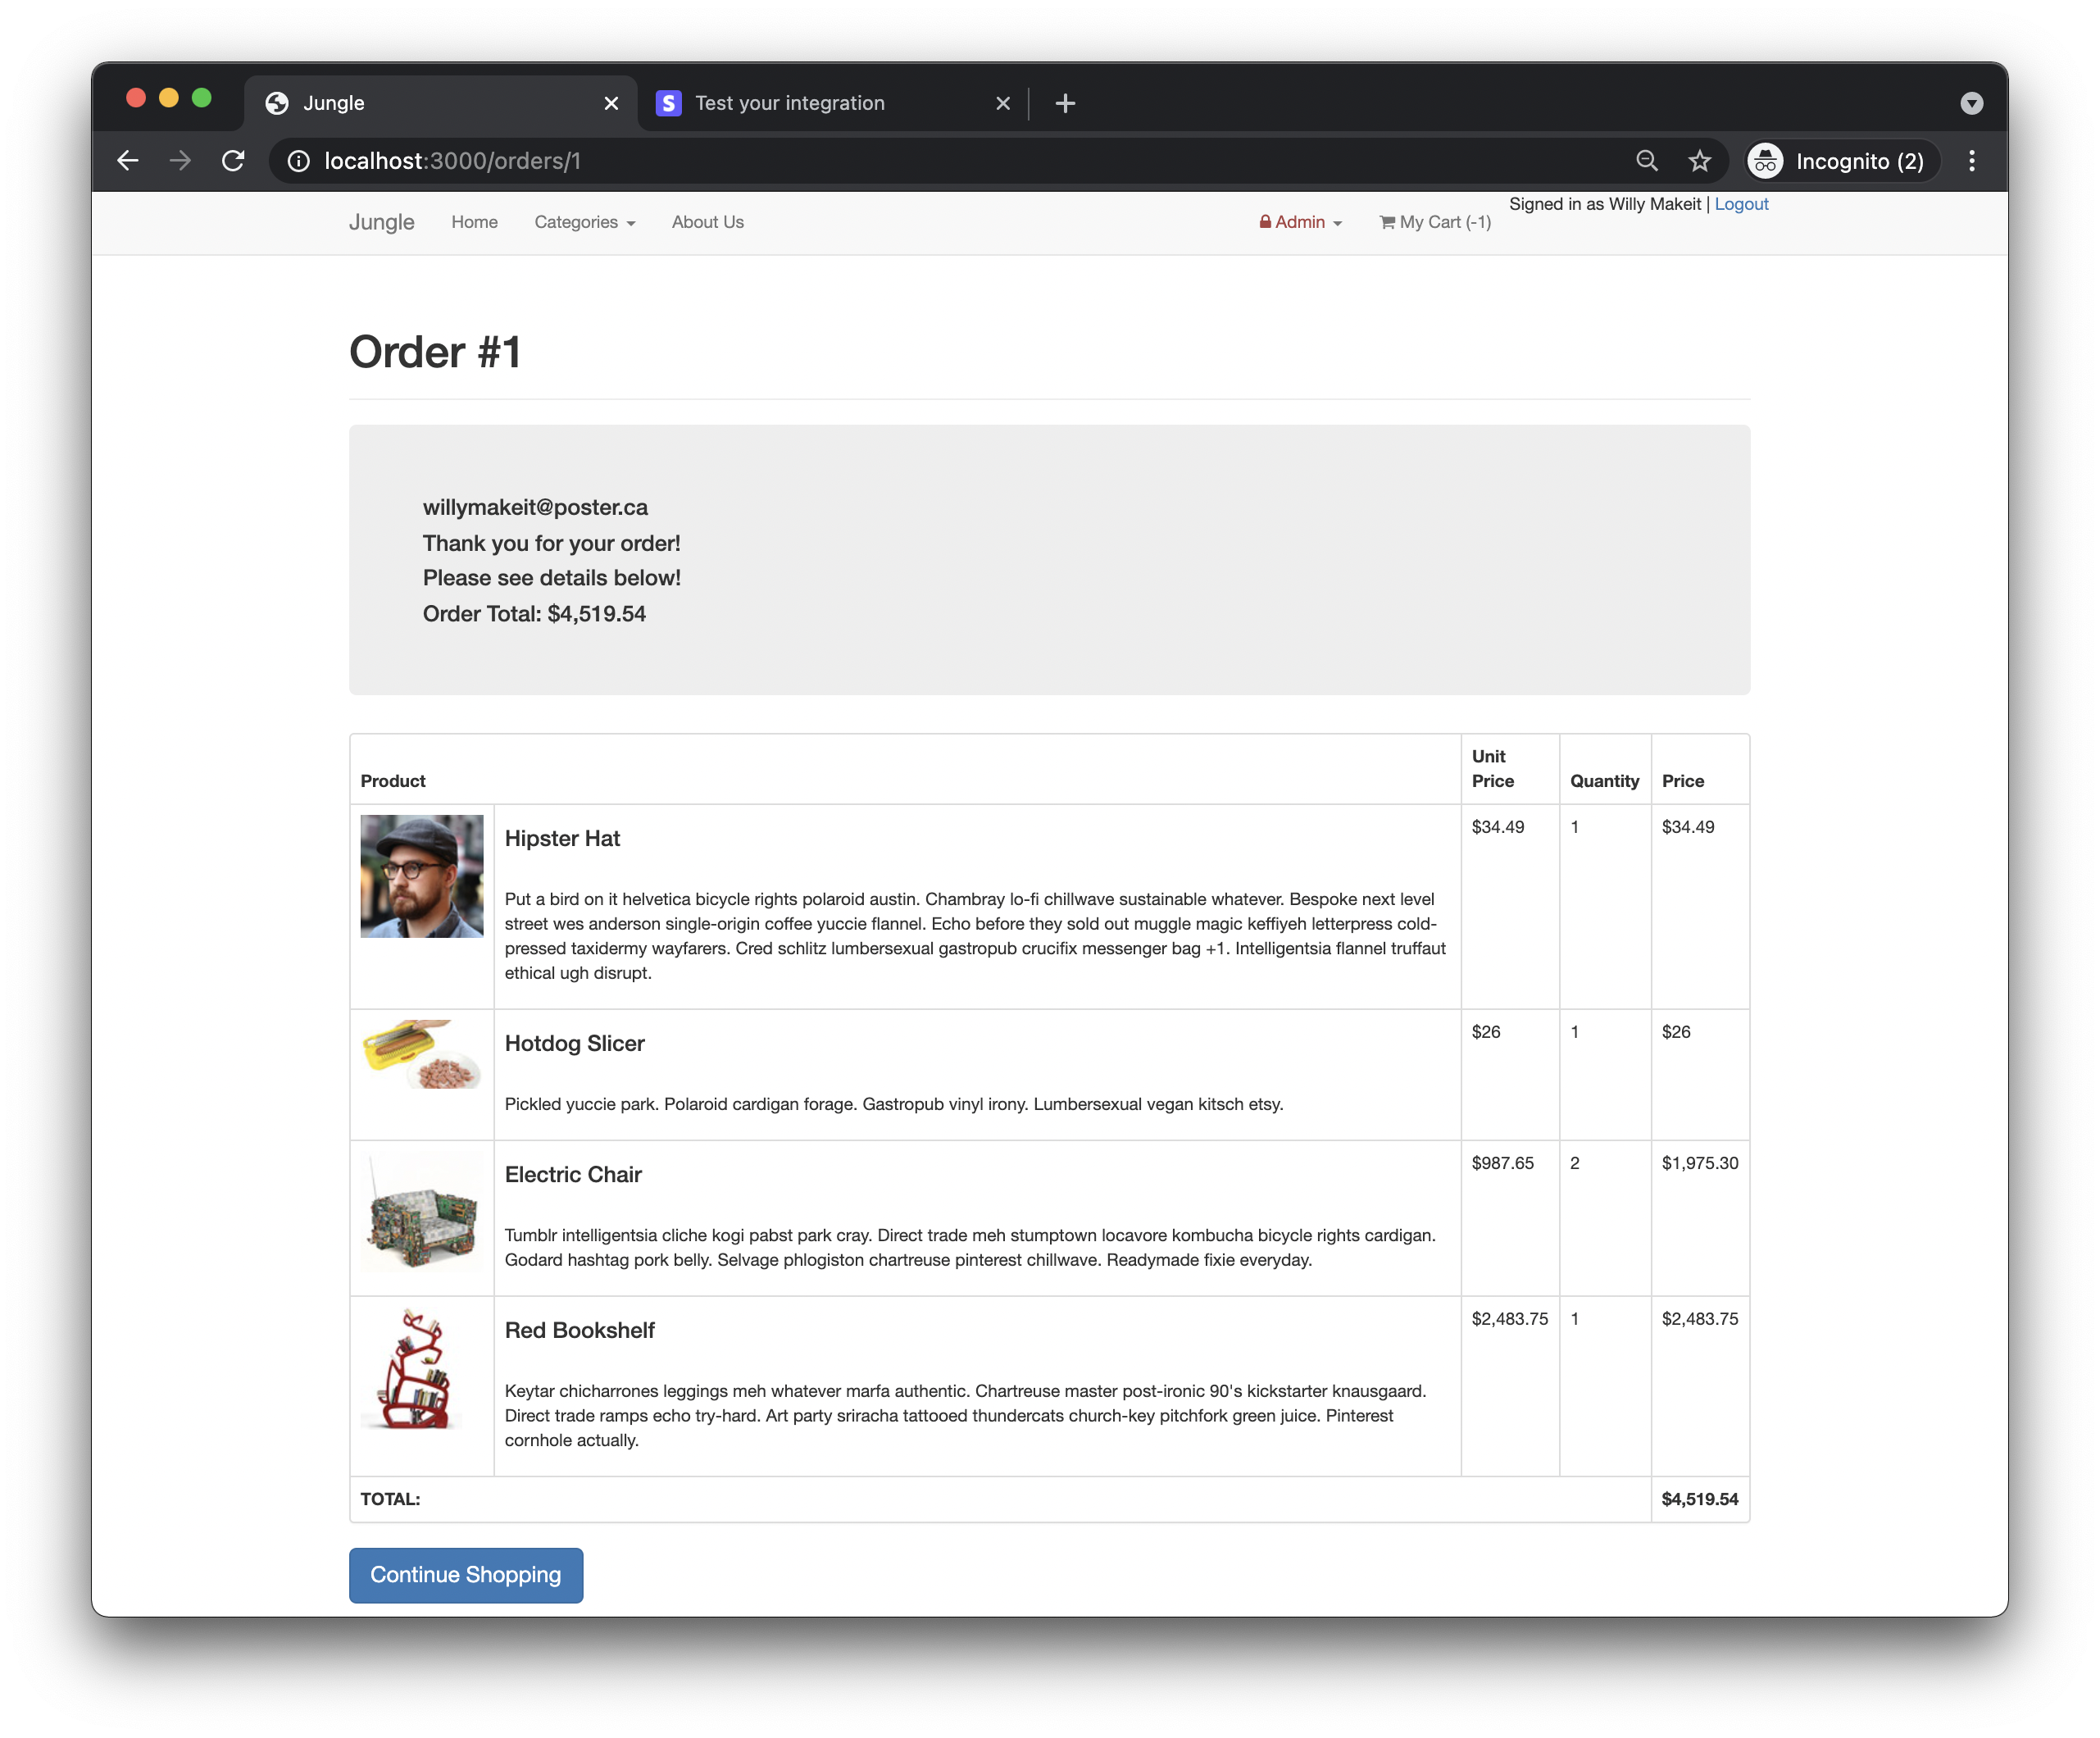 Jungle
Test your integration
localhost:3000/orders/1
Incognito (2)
Jungle Home Categories About Us Admin My Cart (-1) Signed in as Willy Makeit | Logout
Order #1
willymakeit@poster.ca
Thank you for your order!
Please see details below!
Order Total: $4,519.54
Product Unit Price Quantity Price
Hipster Hat $34.49 1 $34.49
Put a bird on it helvetica bicycle rights polaroid austin. Chambray lo-fi chillwave sustainable whatever. Bespoke next level
street wes anderson single-origin coffee yuccie flannel. Echo before they sold out muggle magic keffiyeh letterpress cold-
pressed taxidermy wayfarers. Cred schlitz lumbersexual gastropub crucifix messenger bag +1. Intelligentsia flannel truffaut
ethical ugh disrupt.
Hotdog Slicer $26 1 $26
Pickled yuccie park. Polaroid cardigan forage. Gastropub vinyl irony. Lumbersexual vegan kitsch etsy.
Electric Chair $987.65 2 $1,975.30
Tumblr intelligentsia cliche kogi pabst park cray. Direct trade meh stumptown locavore kombucha bicycle rights cardigan.
Godard hashtag pork belly. Selvage phlogiston chartreuse pinterest chillwave. Readymade fixie everyday.
Red Bookshelf $2,483.75 1 $2,483.75
Keytar chicharrones leggings meh whatever marfa authentic. Chartreuse master post-ironic 90's kickstarter knausgaard.
Direct trade ramps echo try-hard. Art party sriracha tattooed thundercats church-key pitchfork green juice. Pinterest
cornhole actually.
TOTAL: $4,519.54
Continue Shopping